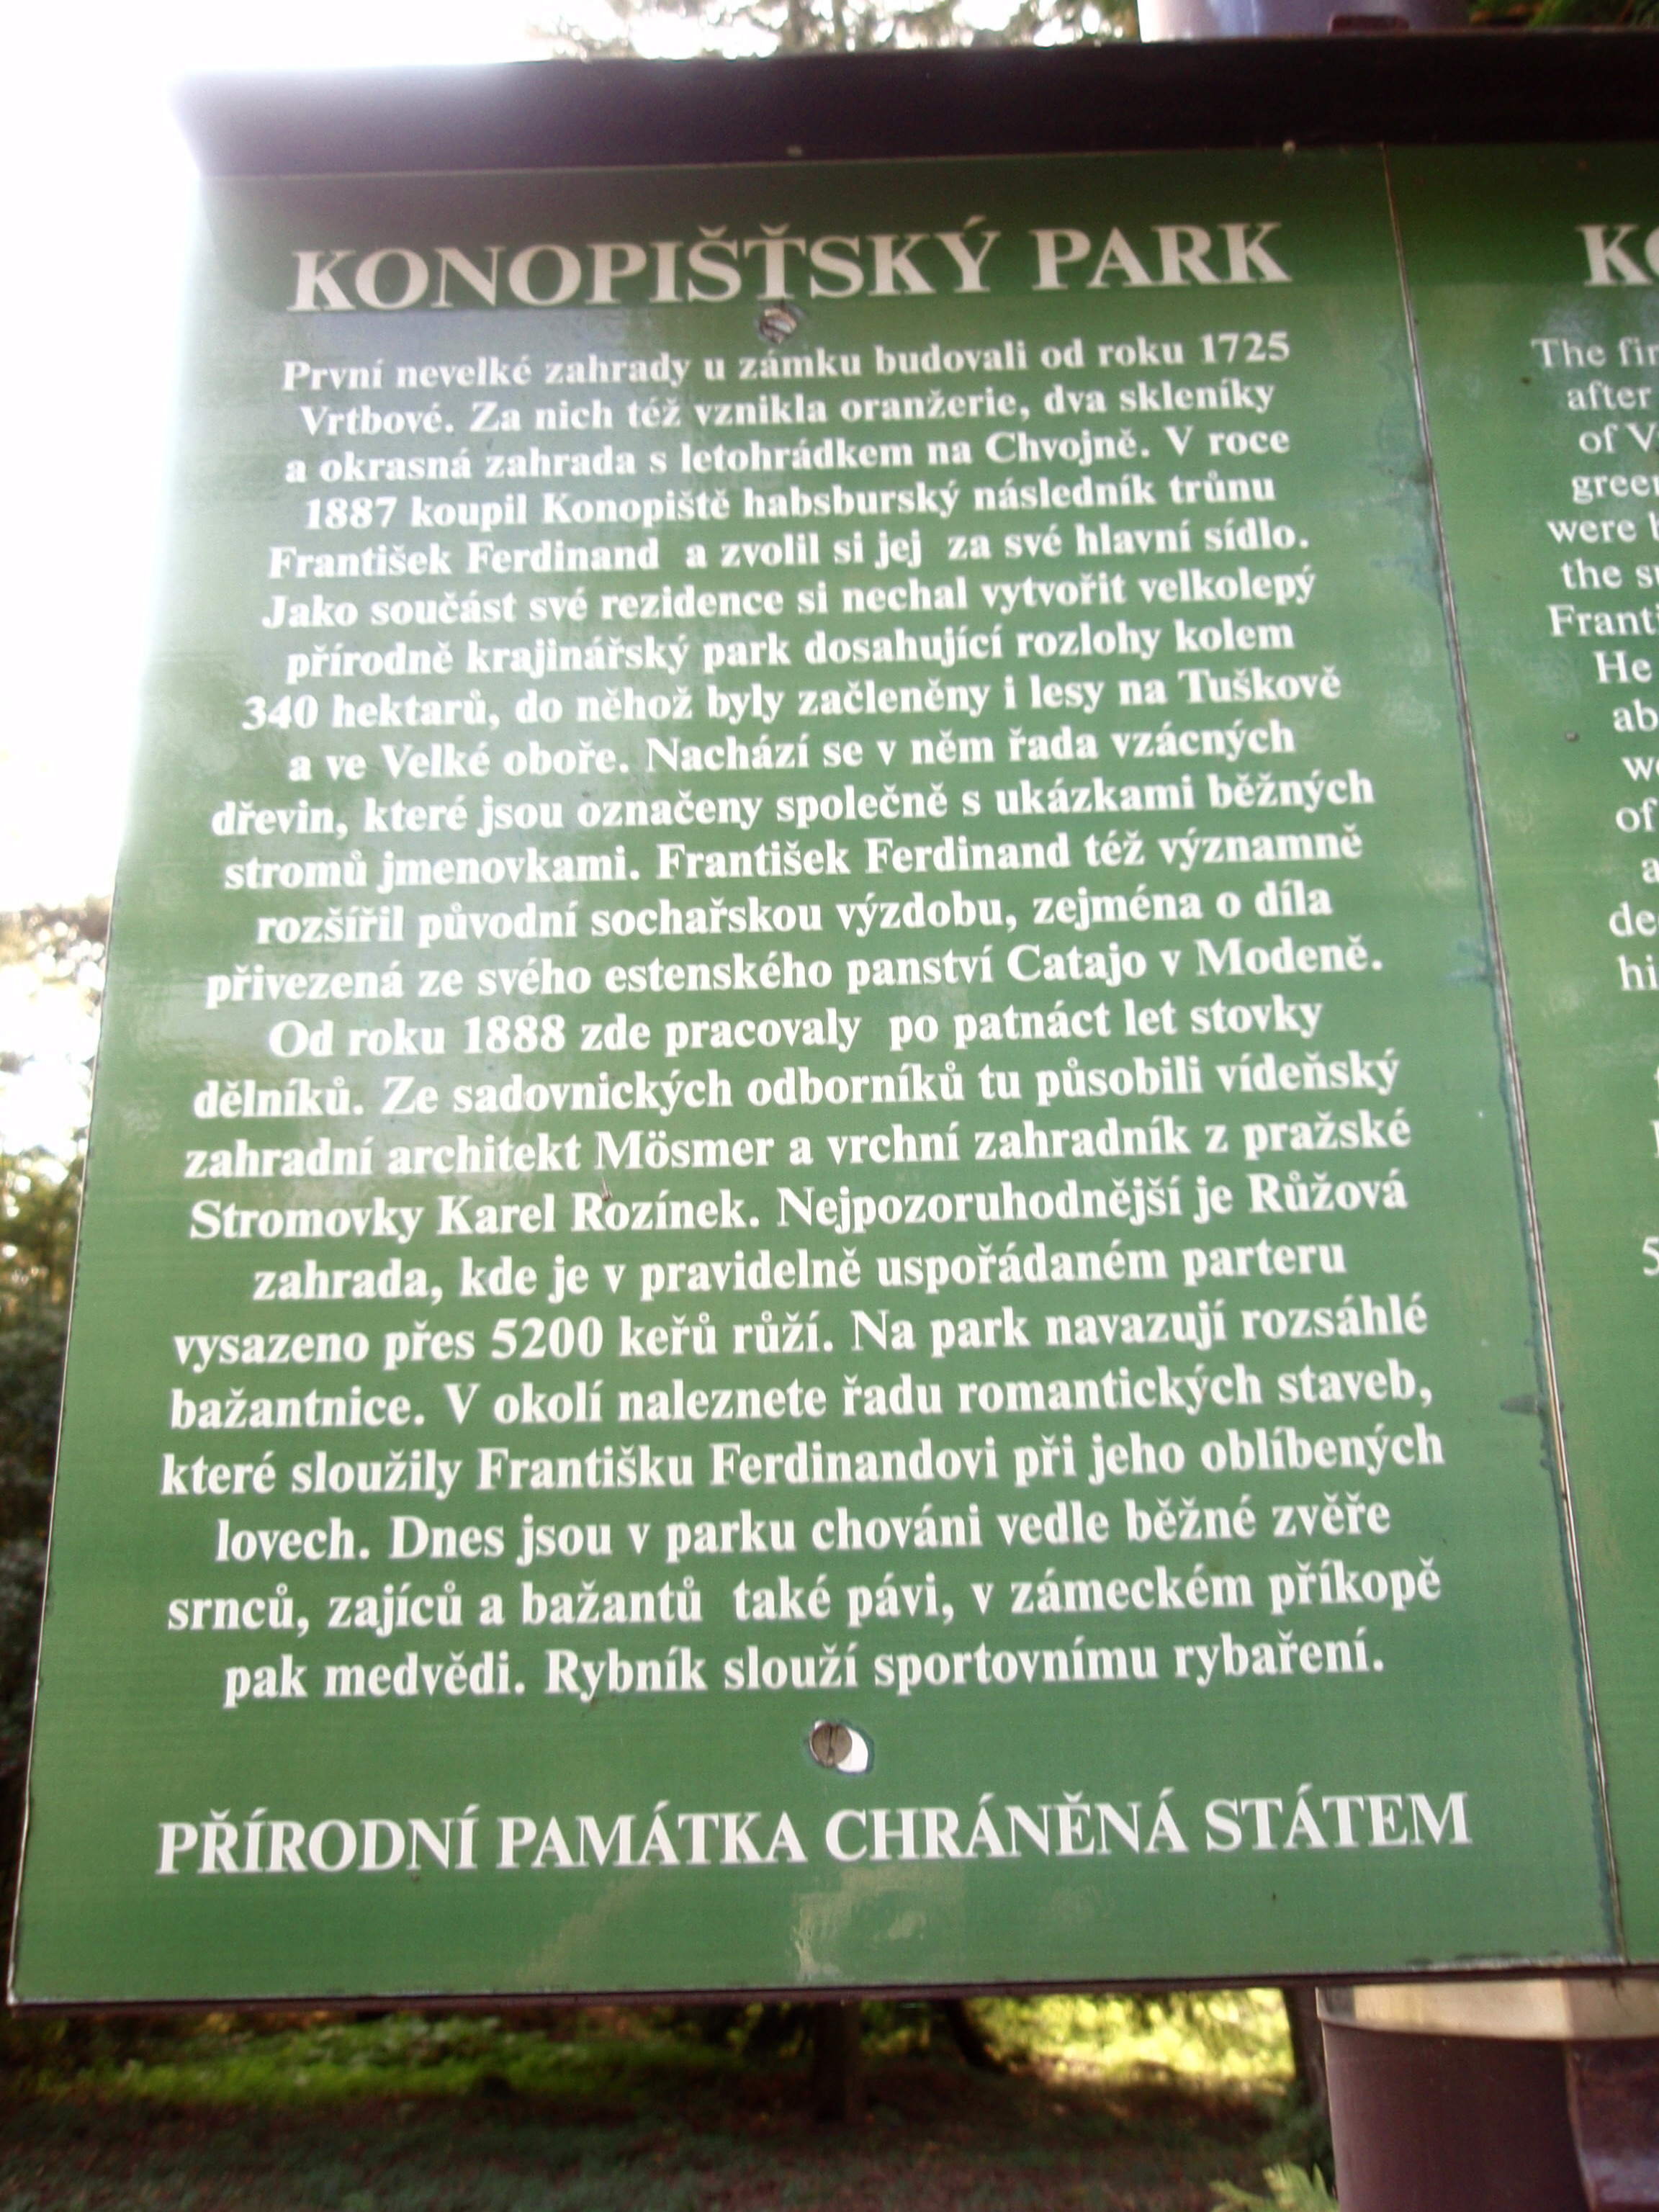 KONOPIŠŤSKÝ PARK
První nevelké zahrady u zámku budovali od roku 1725
Vrtbové. Za nich též vznikla oranžerie, dva skleníky
a okrasná zahrada s letohrádkem na Chvojně. V roce
1887 koupil Konopiště habsburský následník trůnu
František Ferdinand a zvolil si jej za své hlavní sídlo.
Jako součást své rezidence si nechal vytvořit velkolepý
přírodně krajinářský park dosahující rozlohy kolem
340 hektarů, do něhož byly začleněny i lesy na Tuškově
a ve Velké oboře. Nachází se v něm řada vzácných
dřevin, které jsou označeny společně s ukázkami běžných
stromů jmenovkami. František Ferdinand též významně
rozšířil původní sochařskou výzdobu, zejména o díla
přivezená ze svého estenského panství Catajo v Modeně.
Od roku 1888 zde pracovaly po patnáct let stovky
dělníků. Ze sadovnických odborníků tu působili vídeňský
zahradní architekt Mösmer a vrchní zahradník z pražské
Stromovky Karel Rozínek. Nejpozoruhodnější je Růžová
zahrada, kde je v pravidelně uspořádaném parteru
vysazeno přes 5200 keřů růží. Na park navazují rozsáhlé
bažantnice. V okolí naleznete řadu romantických staveb,
které sloužily Františku Ferdinandovi při jeho oblíbených
lovech. Dnes jsou v parku chováni vedle běžné zvěře
srnců, zajíců a bažantů také pávi, v zámeckém příkopě
pak medvědi. Rybník slouží sportovnímu rybaření.
PŘÍRODNÍ PAMÁTKA CHRÁNĚNÁ STÁTEM
The
after
of
were
the
He